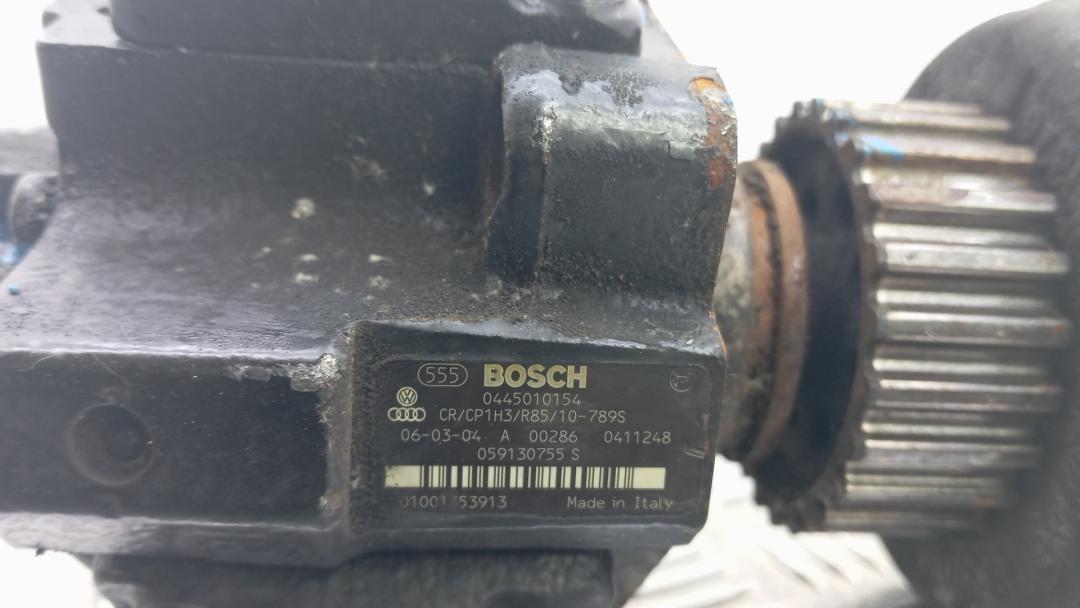 555 BOSCH
0445010154
CR/CP1H3/R85/10-789S
06-03-04 A 00286 0411248
059130755 S
Made in Italy